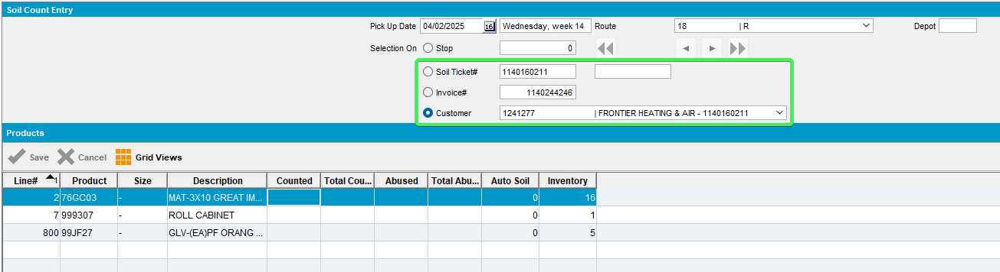 Soil Count Entry
Pick Up Date 04/02/2025 16 Wednesday, week 14 Route 18 | R Depot
Selection On Stop 0
Soil Ticket# 1140160211
Invoice# 1140244246
Customer 1241277 | FRONTIER HEATING & AIR - 1140160211
Products
Save Cancel Grid Views
Line# 1 Product Size Description Counted Total Cou... Abused Total Abu... Auto Soil Inventory
2 76GC03 - MAT-3X10 GREAT IM... 0 16
7 999307 - ROLL CABINET 0 1
800 99JF27 - GLV-(EA)PF ORANG ... 0 5